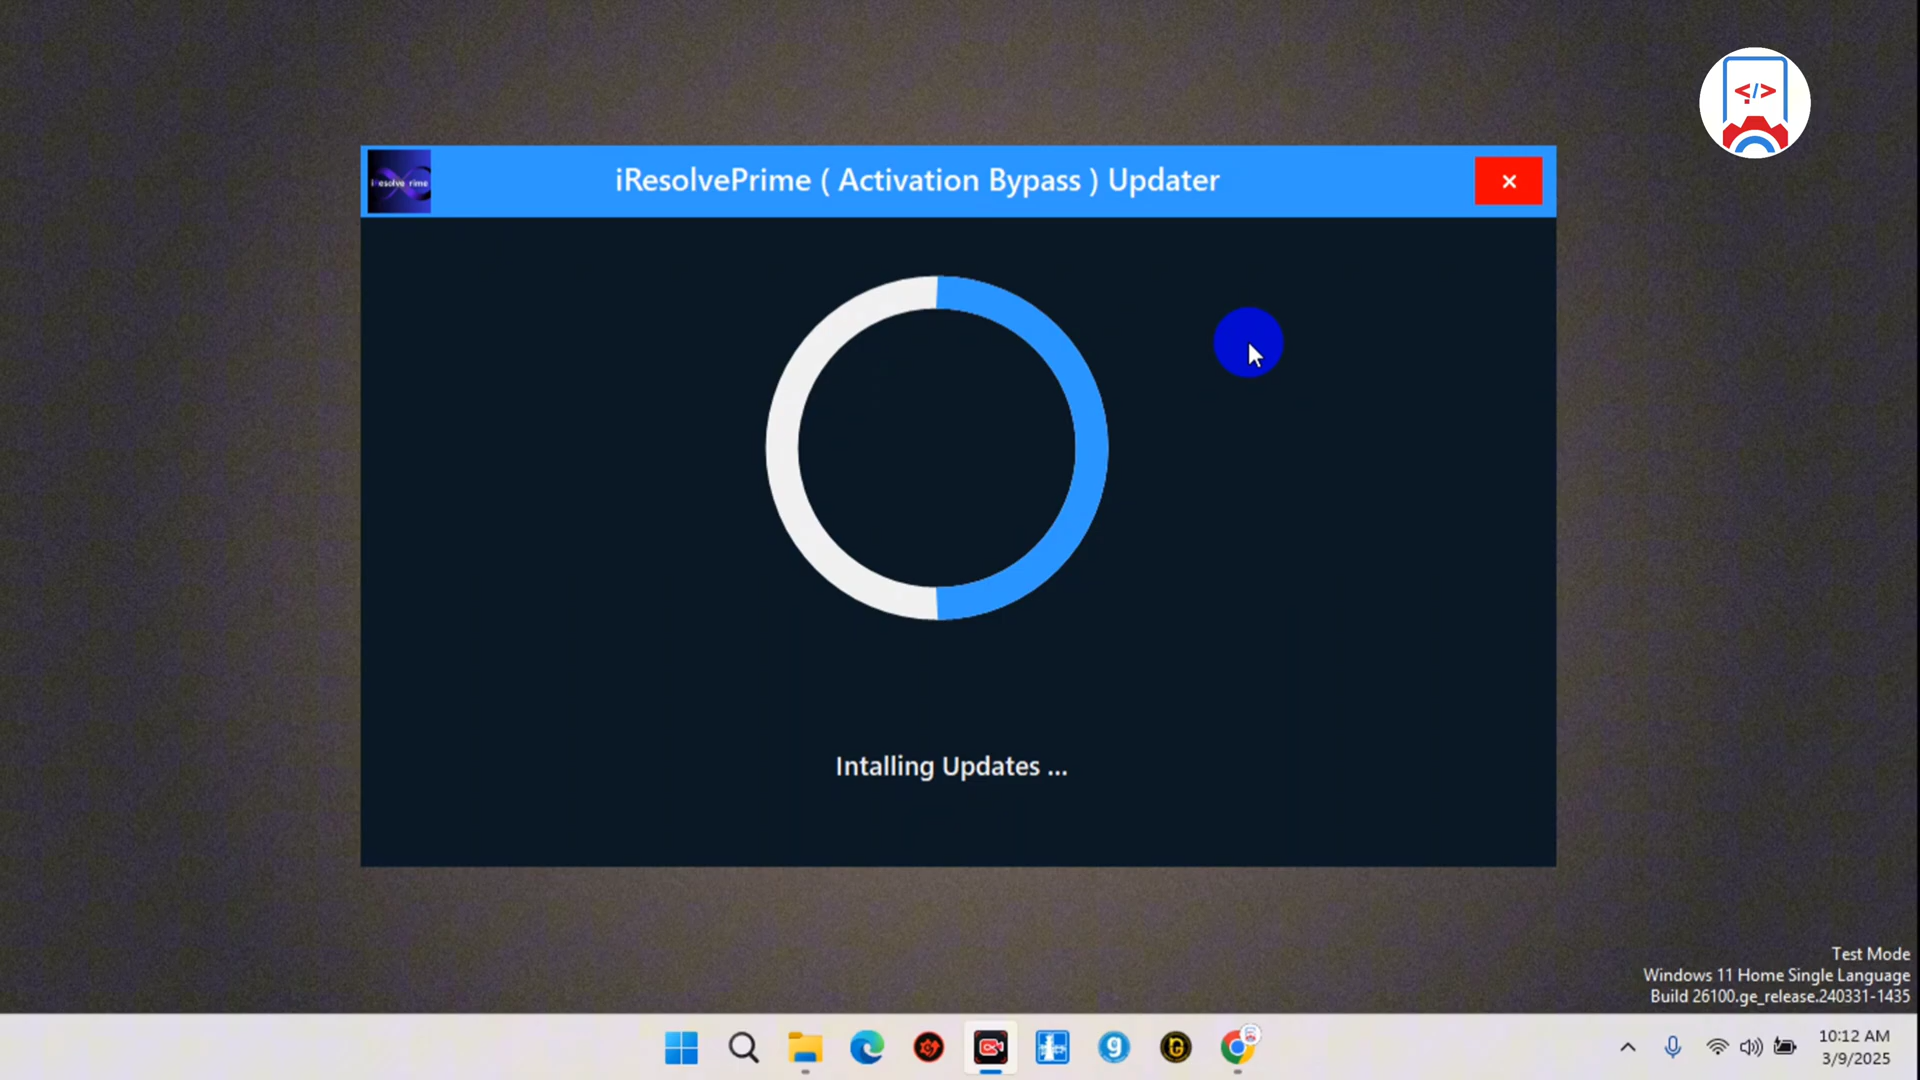 </>
iResolvePrime ( Activation Bypass ) Updater
Intalling Updates ...
Test Mode
Windows 11 Home Single Language
Build 26100.ge_release.240331-1435
10:12 AM
3/9/2025